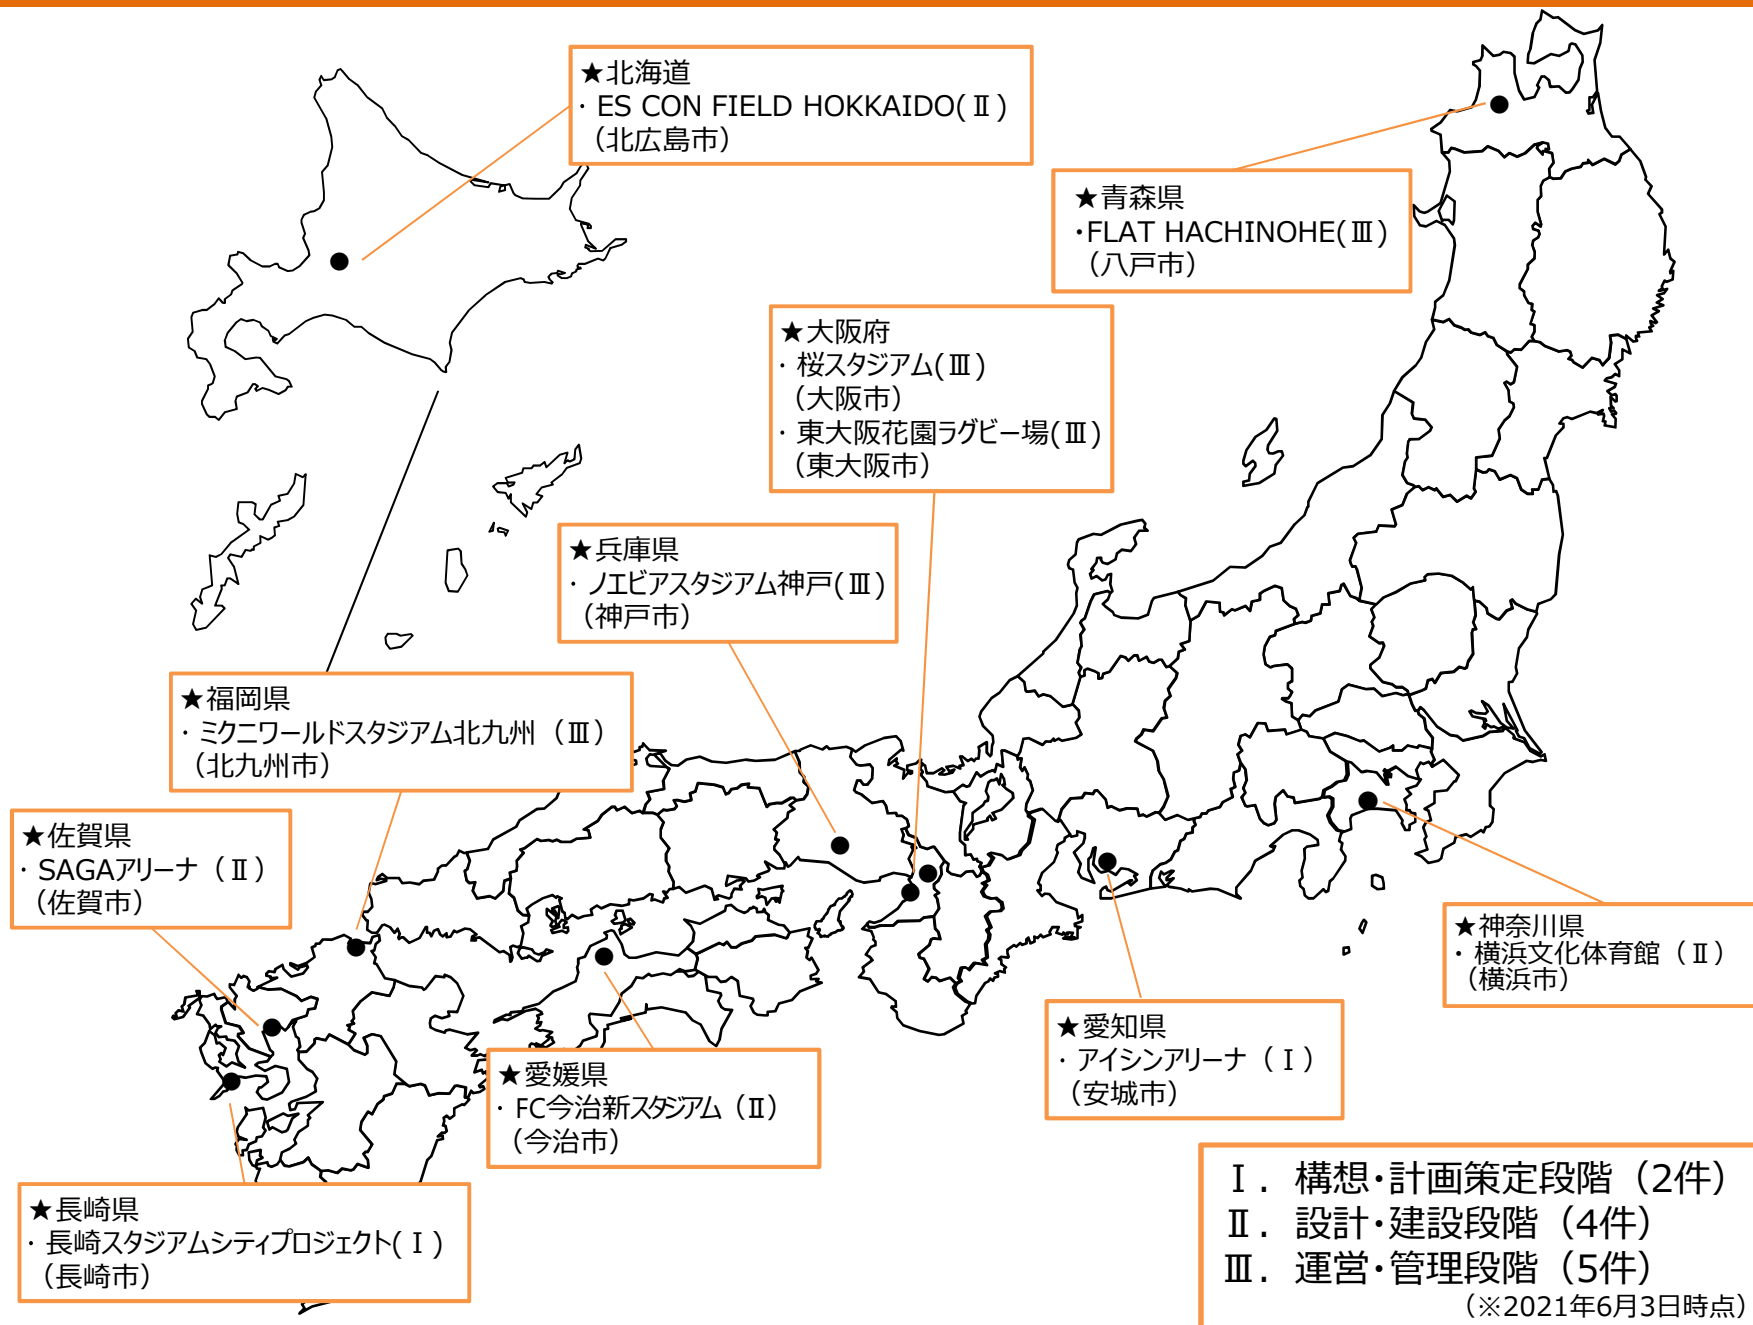 ★北海道
・ES CON FIELD HOKKAIDO(Ⅱ)
（北広島市）
★青森県
・FLAT HACHINOHE(Ⅲ)
（八戸市）
★大阪府
・桜スタジアム(Ⅲ)
（大阪市）
・東大阪花園ラグビー場(Ⅲ)
（東大阪市）
★兵庫県
・ノエビアスタジアム神戸(Ⅲ)
（神戸市）
★福岡県
・ミクニワールドスタジアム北九州（Ⅲ）
（北九州市）
★佐賀県
・SAGAアリーナ（Ⅱ）
（佐賀市）
★神奈川県
・横浜文化体育館（Ⅱ）
（横浜市）
★愛知県
・アイシンアリーナ（Ⅰ）
（安城市）
★愛媛県
・FC今治新スタジアム（Ⅱ）
（今治市）
★長崎県
・長崎スタジアムシティプロジェクト(Ⅰ)
（長崎市）
Ⅰ．構想・計画策定段階（2件）
Ⅱ．設計・建設段階（4件）
Ⅲ．運営・管理段階（5件）
（※2021年6月3日時点）